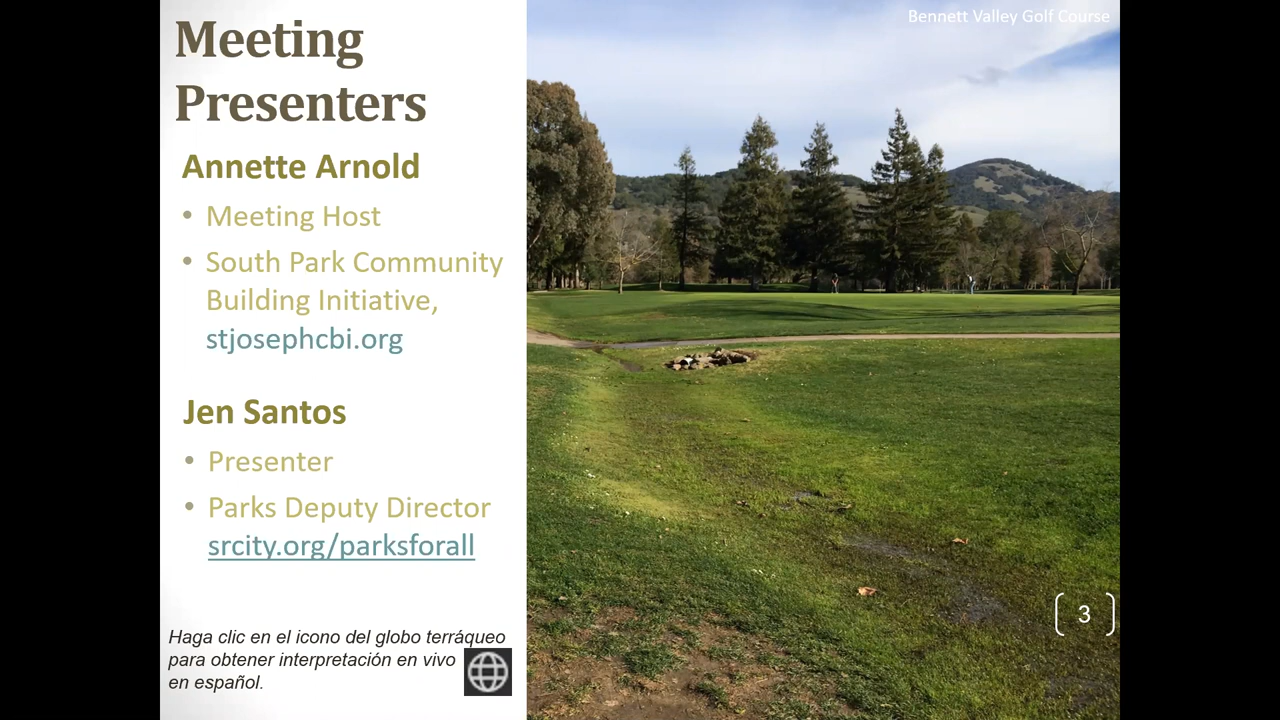 Meeting
Presenters
Annette Arnold
• Meeting Host
• South Park Community
Building Initiative,
stjosephcbi.org
Jen Santos
• Presenter
• Parks Deputy Director
srcity.org/parksforall
Haga clic en el icono del globo terráqueo
para obtener interpretación en vivo
en español.
Bennett Valley Golf Course
3